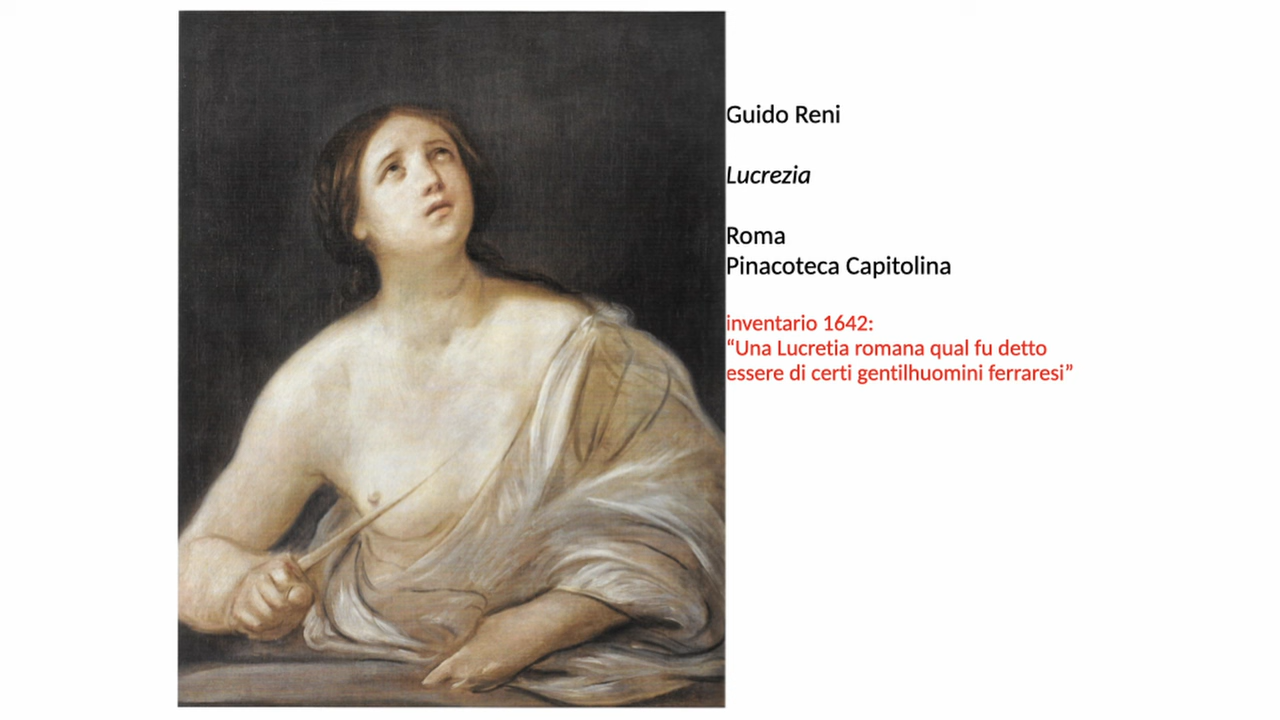 Guido Reni
Lucrezia
Roma
Pinacoteca Capitolina
inventario 1642:
“Una Lucretia romana qual fu detto
essere di certi gentilhuomini ferraresi”